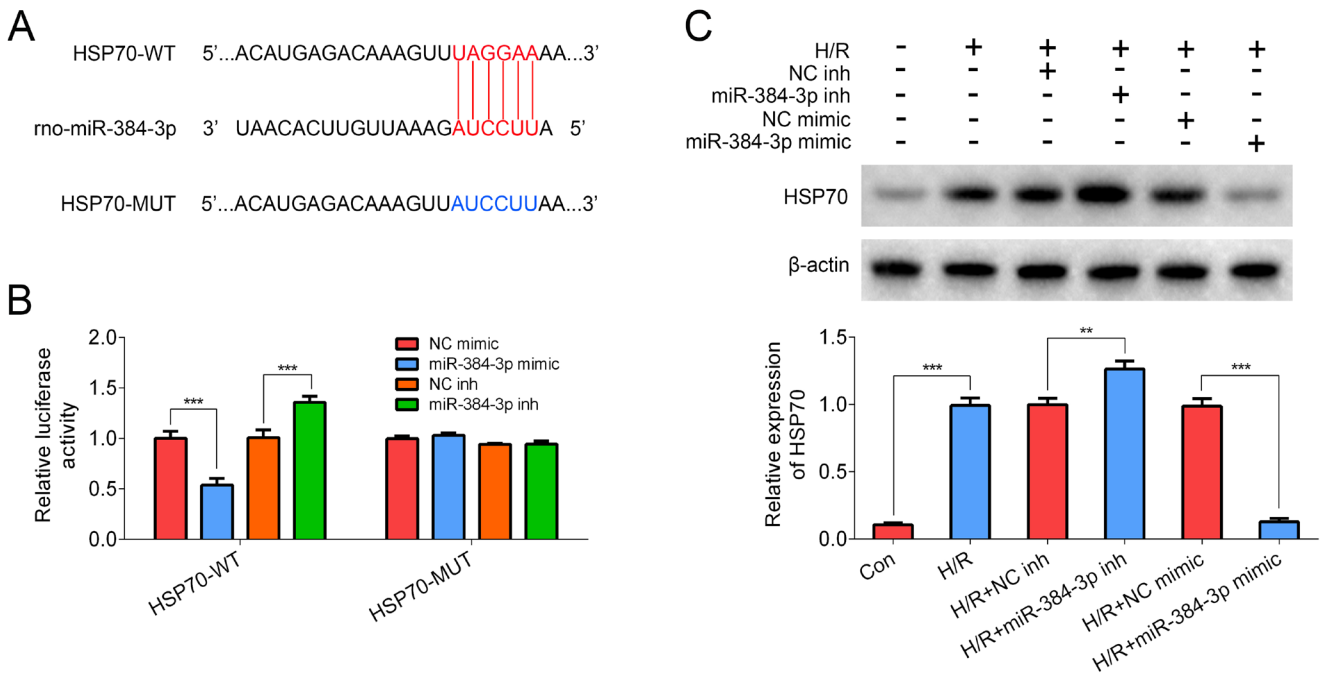 A
HSP70-WT 5’...ACAUGAGACAAAGUUUAGGAAAA...3’
rno-miR-384-3p 3’ UAACACUUGUUAAAGAUCCUUA 5’
HSP70-MUT 5’...ACAUGAGACAAAGUUAUCCUUAA...3’
B
Relative luciferase activity
2.0
1.5
1.0
0.5
0.0
***
***
NC mimic
miR-384-3p mimic
NC inh
miR-384-3p inh
HSP70-WT
HSP70-MUT
C
H/R - + + + + +
NC inh - - + - - -
miR-384-3p inh - - - + - -
NC mimic - - - - + -
miR-384-3p mimic - - - - - +
HSP70
β-actin
Relative expression
of HSP70
1.5
1.0
0.5
0.0
***
**
***
Con
H/R
H/R+NC inh
H/R+miR-384-3p inh
H/R+NC mimic
H/R+miR-384-3p mimic